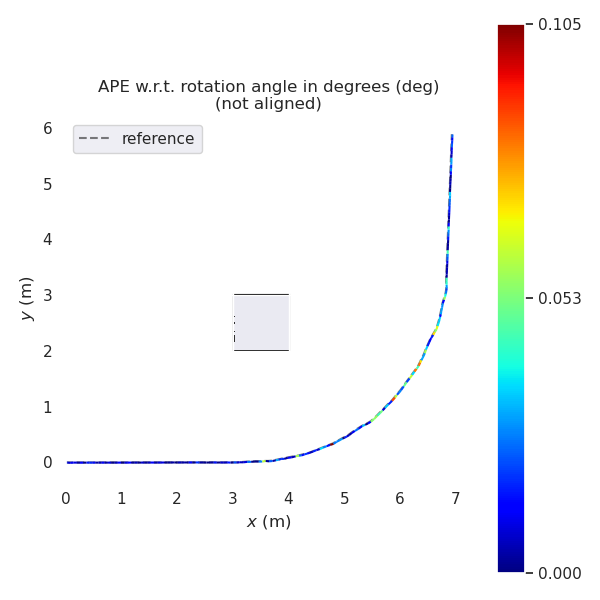 APE w.r.t. rotation angle in degrees (deg)
(not aligned)
reference
6
5
4
3
2
1
0
y (m)
0 1 2 3 4 5 6 7
x (m)
0.105
0.053
0.000